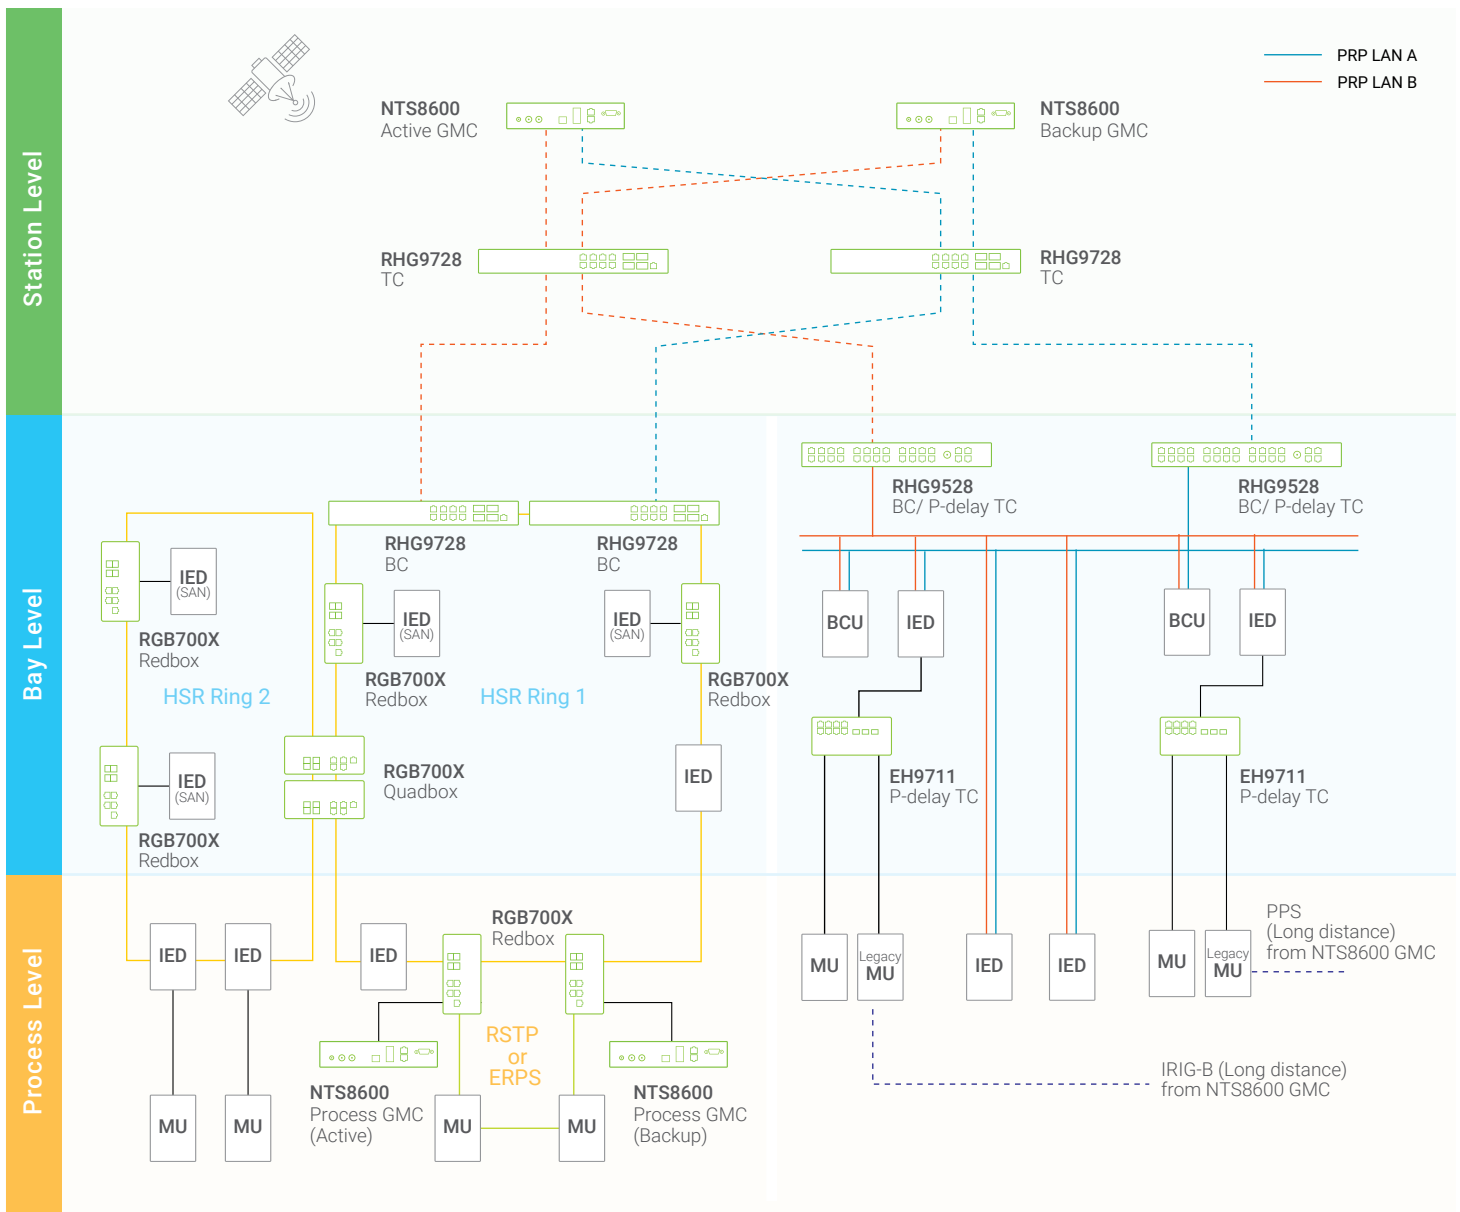 Station Level
PRP LAN A
PRP LAN B
NTS8600
Active GMC
NTS8600
Backup GMC
RHG9728
TC
RHG9728
TC
Bay Level
RHG9528
BC/ P-delay TC
RHG9528
BC/ P-delay TC
RHG9728
BC
RHG9728
BC
IED
(SAN)
RGB700X
Redbox
IED
(SAN)
IED
(SAN)
BCU
IED
BCU
IED
RGB700X
Redbox
RGB700X
Redbox
HSR Ring 2
HSR Ring 1
IED
(SAN)
RGB700X
Quadbox
IED
EH9711
P-delay TC
EH9711
P-delay TC
RGB700X
Redbox
Process Level
RGB700X
Redbox
IED
IED
IED
MU
Legacy
MU
IED
IED
MU
Legacy
MU
PPS
(Long distance)
from NTS8600 GMC
RSTP
or
ERPS
IRIG-B (Long distance)
from NTS8600 GMC
NTS8600
Process GMC
(Active)
NTS8600
Process GMC
(Backup)
MU
MU
MU
MU